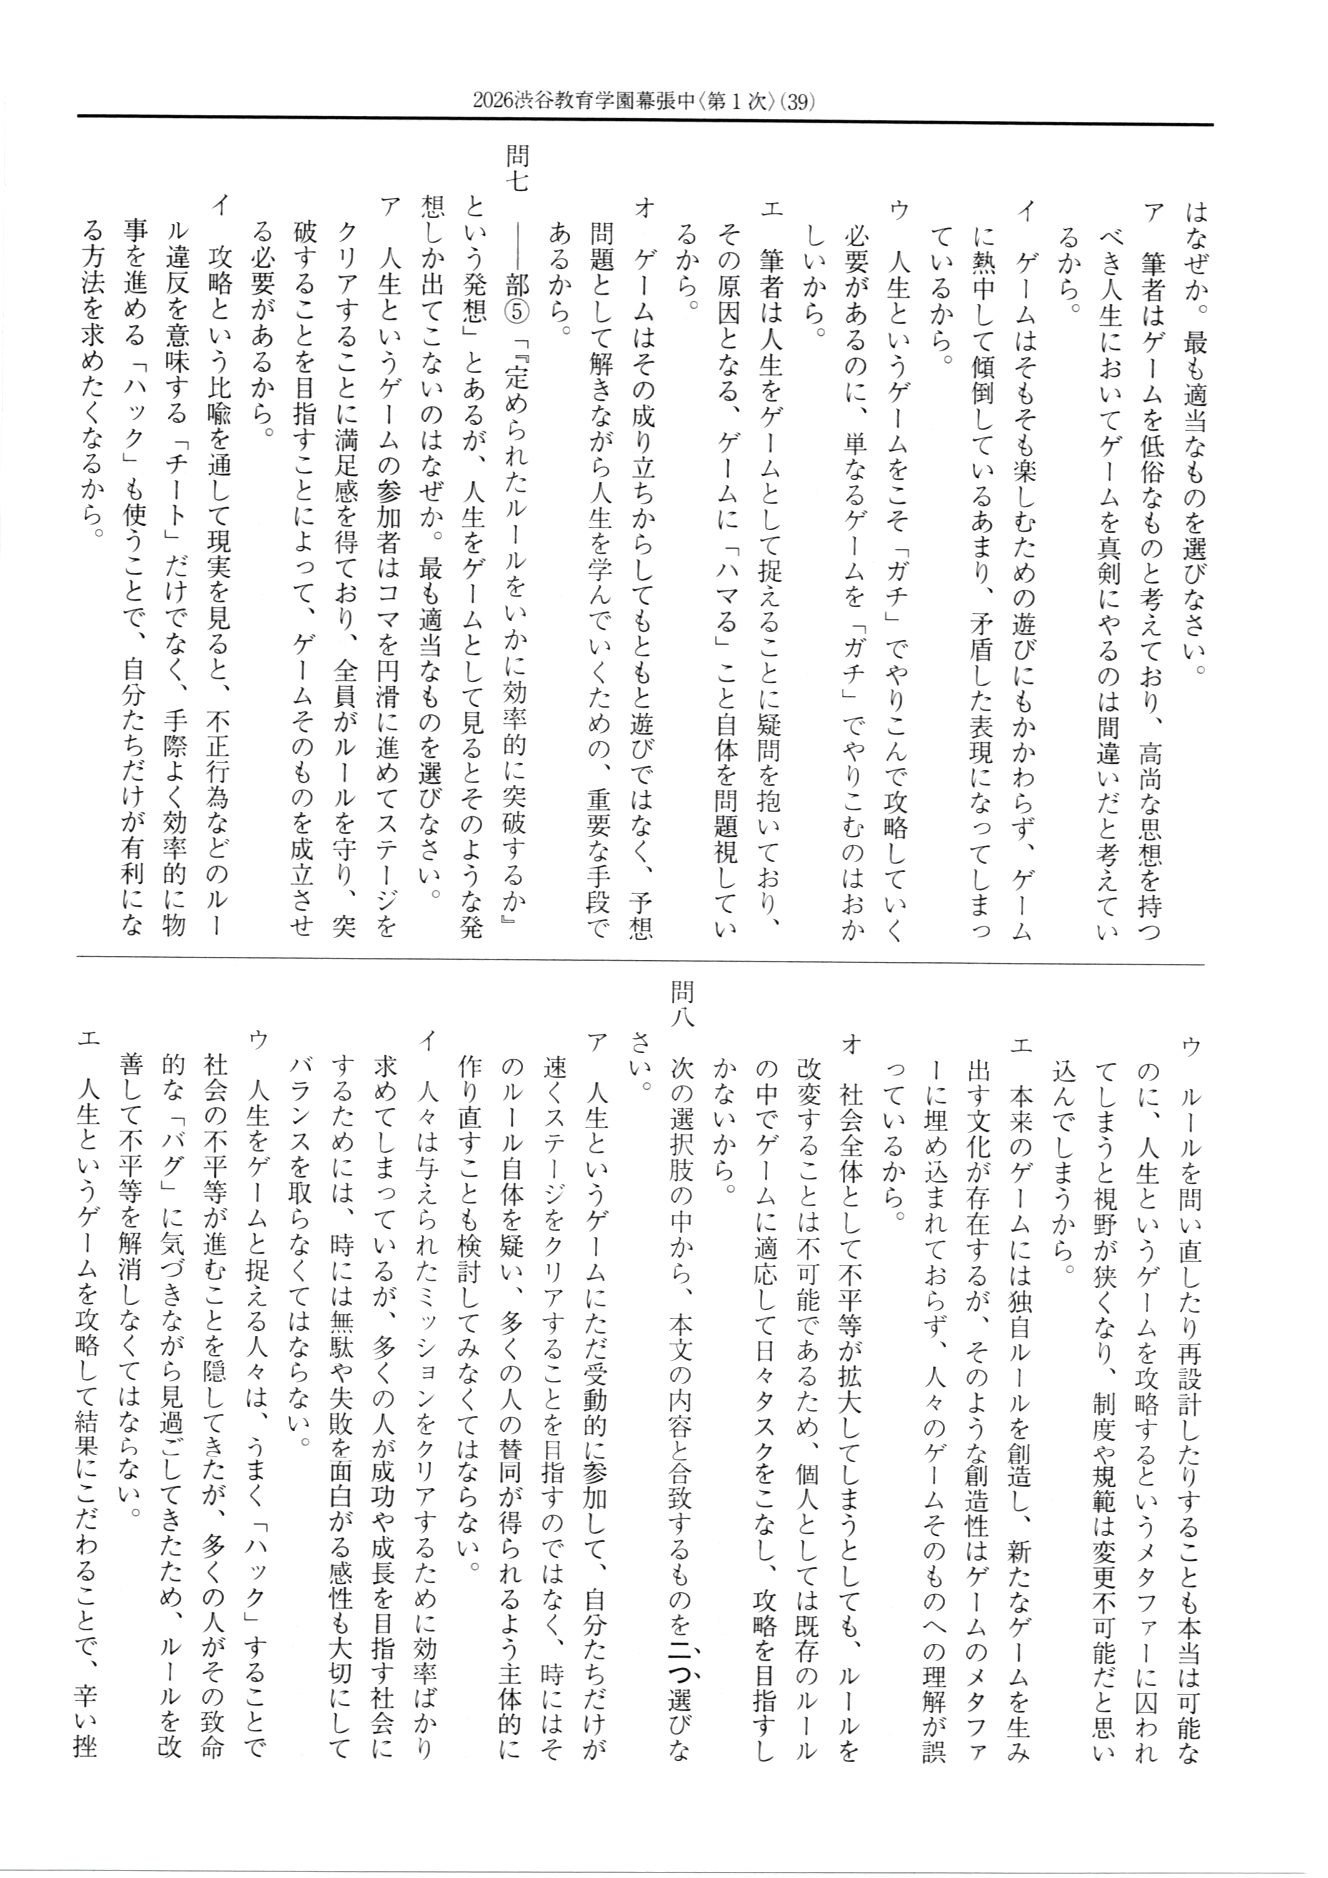 2026渋谷教育学園幕張中〈第1次〉(39)
はなぜか。最も適当なものを選びなさい。
ア　筆者はゲームを低俗なものと考えており、高尚な思想を持つ
べき人生においてゲームを真剣にやるのは間違いだと考えてい
るから。
イ　ゲームはそもそも楽しむための遊びにもかかわらず、ゲーム
に熱中して傾倒しているあまり、矛盾した表現になってしまっ
ているから。
ウ　人生というゲームをこそ「ガチ」でやりこんで攻略していく
必要があるのに、単なるゲームを「ガチ」でやりこむのはおか
しいから。
エ　筆者は人生をゲームとして捉えることに疑問を抱いており、
その原因となる、ゲームに「ハマる」こと自体を問題視してい
るから。
オ　ゲームはその成り立ちからしてもともと遊びではなく、予想
問題として解きながら人生を学んでいくための、重要な手段で
あるから。
問七　――部⑤「『定められたルールをいかに効率的に突破するか』
という発想」とあるが、人生をゲームとして見るとそのような発
想しか出てこないのはなぜか。最も適当なものを選びなさい。
ア　人生というゲームの参加者はコマを円滑に進めてステージを
クリアすることに満足感を得ており、全員がルールを守り、突
破することを目指すことによって、ゲームそのものを成立させ
る必要があるから。
イ　攻略という比喩を通して現実を見ると、不正行為などのルー
ル違反を意味する「チート」だけでなく、手際よく効率的に物
事を進める「ハック」も使うことで、自分たちだけが有利にな
る方法を求めたくなるから。
ウ　ルールを問い直したり再設計したりすることも本当は可能な
のに、人生というゲームを攻略するというメタファーに囚われ
てしまうと視野が狭くなり、制度や規範は変更不可能だと思い
込んでしまうから。
エ　本来のゲームには独自ルールを創造し、新たなゲームを生み
出す文化が存在するが、そのような創造性はゲームのメタファ
ーに埋め込まれておらず、人々のゲームそのものへの理解が誤
っているから。
オ　社会全体として不平等が拡大してしまうとしても、ルールを
改変することは不可能であるため、個人としては既存のルール
の中でゲームに適応して日々タスクをこなし、攻略を目指すし
かないから。
問八　次の選択肢の中から、本文の内容と合致するものを二つ選びな
さい。
ア　人生というゲームにただ受動的に参加して、自分たちだけが
速くステージをクリアすることを目指すのではなく、時にはそ
のルール自体を疑い、多くの人の賛同が得られるよう主体的に
作り直すことも検討してみなくてはならない。
イ　人々は与えられたミッションをクリアするために効率ばかり
求めてしまっているが、多くの人が成功や成長を目指す社会に
するためには、時には無駄や失敗を面白がる感性も大切にして
バランスを取らなくてはならない。
ウ　人生をゲームと捉える人々は、うまく「ハック」することで
社会の不平等が進むことを隠してきたが、多くの人がその致命
的な「バグ」に気づきながら見過ごしてきたため、ルールを改
善して不平等を解消しなくてはならない。
エ　人生というゲームを攻略して結果にこだわることで、辛い挫